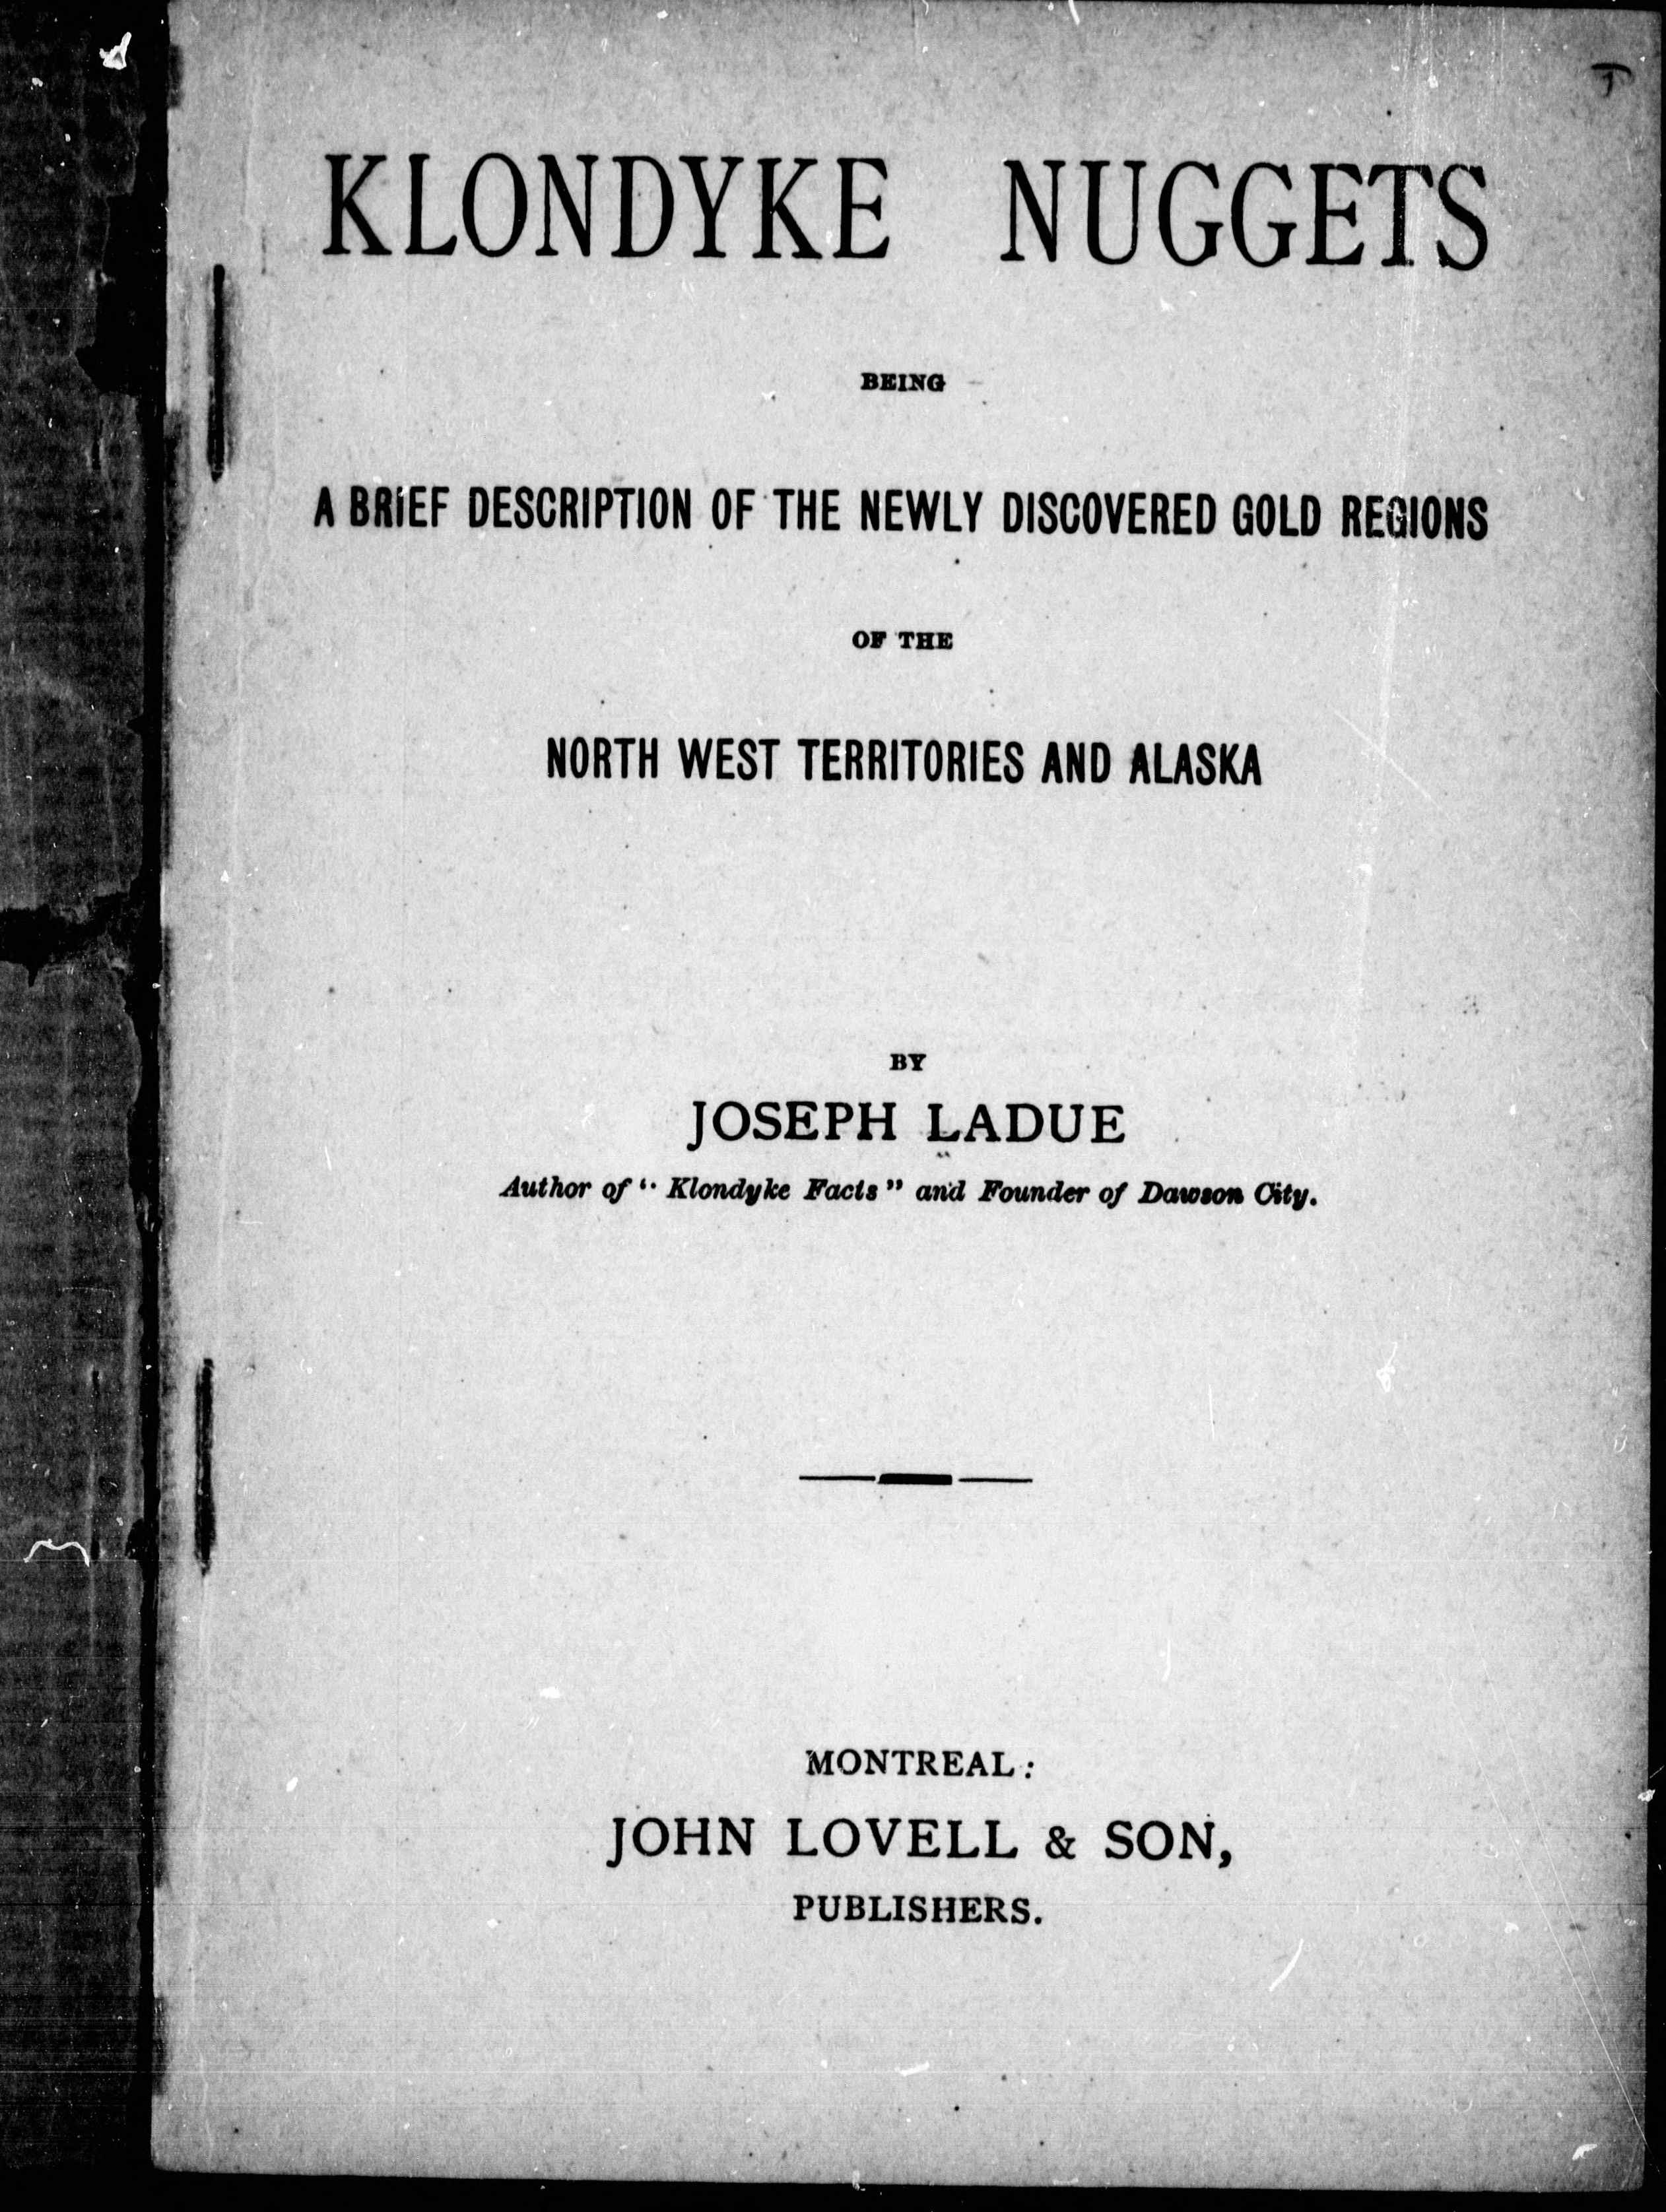 KLONDYKE NUGGETS
BEING
A BRIEF DESCRIPTION OF THE NEWLY DISCOVERED GOLD REGIONS
OF THE
NORTH WEST TERRITORIES AND ALASKA
BY
JOSEPH LADUE
Author of "Klondyke Facts" and Founder of Dawson City.
MONTREAL:
JOHN LOVELL & SON,
PUBLISHERS.